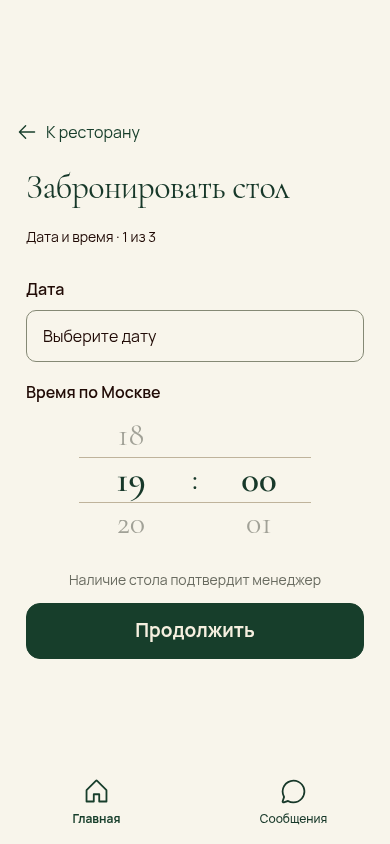 К ресторану
Забронировать стол
Дата и время · 1 из 3
Дата
Выберите дату
Время по Москве
18
19 : 00
20 01
Наличие стола подтвердит менеджер
Продолжить
Главная Сообщения